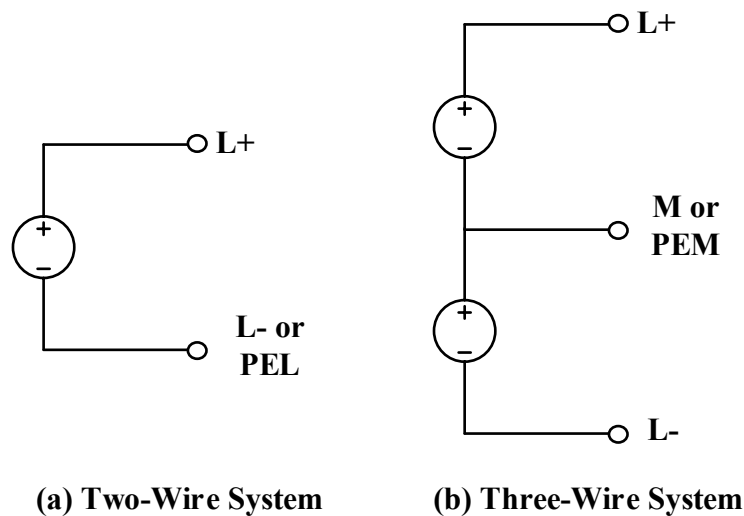 L+
+
−
L- or
PEL
(a) Two-Wire System
L+
+
−
M or
PEM
+
−
L-
(b) Three-Wire System